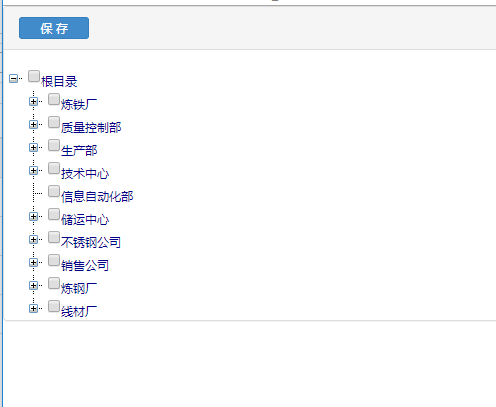 保 存
根目录
炼铁厂
质量控制部
生产部
技术中心
信息自动化部
储运中心
不锈钢公司
销售公司
炼钢厂
线材厂